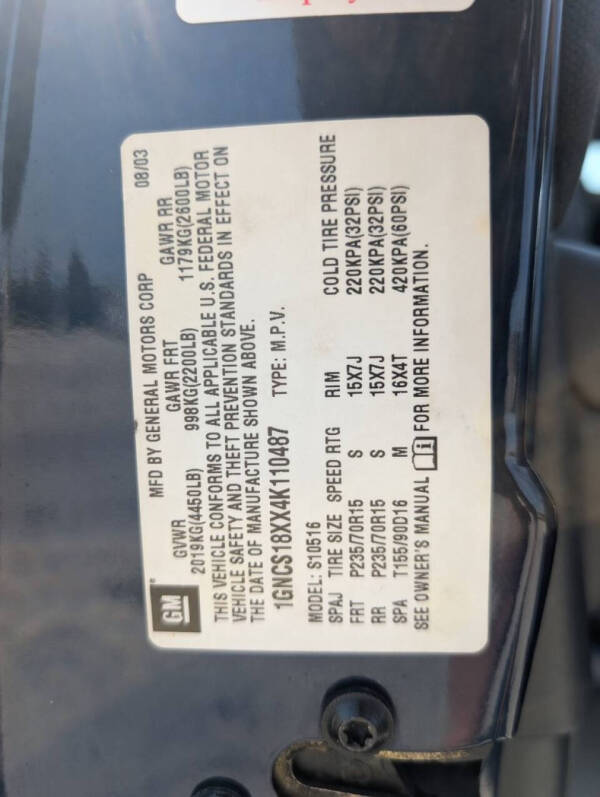 GM
MFD BY GENERAL MOTORS CORP 08/03
GVWR GAWR FRT GAWR RR
2019KG(4450LB) 998KG(2200LB) 1179KG(2600LB)
THIS VEHICLE CONFORMS TO ALL APPLICABLE U.S. FEDERAL MOTOR
VEHICLE SAFETY AND THEFT PREVENTION STANDARDS IN EFFECT ON
THE DATE OF MANUFACTURE SHOWN ABOVE.
1GNCS18XX4K110487 TYPE: M.P.V.
MODEL: S10516
SPAJ TIRE SIZE SPEED RTG RIM COLD TIRE PRESSURE
FRT P235/70R15 S 15X7J 220KPA(32PSI)
RR P235/70R15 S 15X7J 220KPA(32PSI)
SPA T155/90D16 M 16X4T 420KPA(60PSI)
SEE OWNER'S MANUAL FOR MORE INFORMATION.